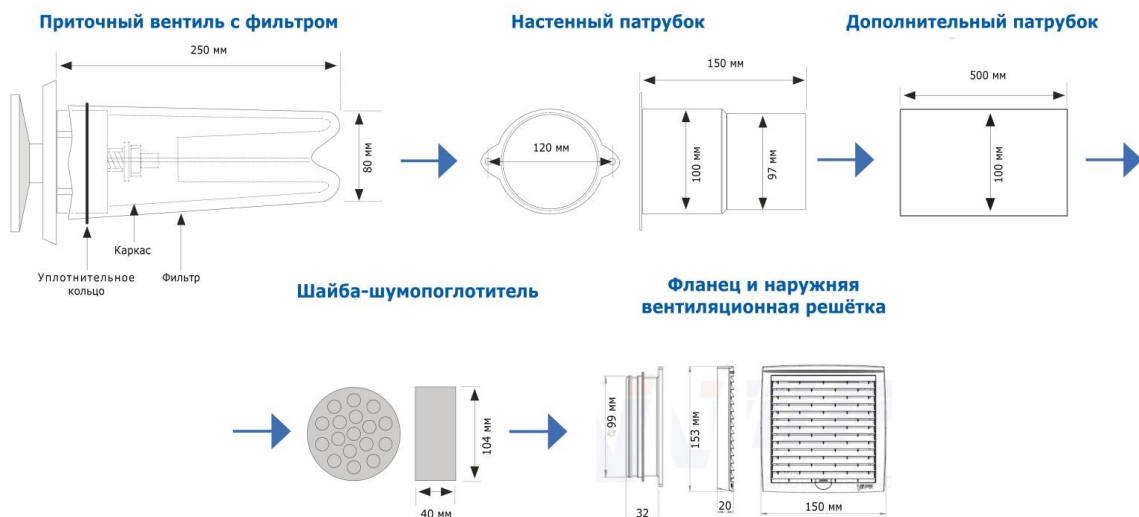 Приточный вентиль с фильтром
250 мм
80 мм
Каркас
Уплотнительное
кольцо
Фильтр
Настенный патрубок
120 мм
150 мм
100 мм
97 мм
Дополнительный патрубок
500 мм
100 мм
Шайба-шумопоглотитель
104 мм
40 мм
Фланец и наружняя
вентиляционная решётка
99 мм
32
153 мм
20
150 мм